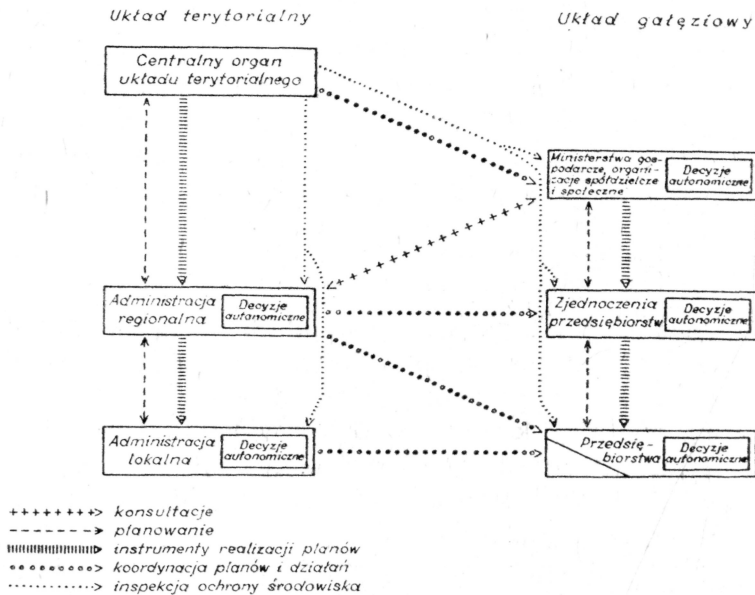 Układ terytorialny
Układ gałęziowy
Centralny organ
układu terytorialnego
Ministerstwa gos-
podarcze, organi-
zacje spółdzielcze
i społeczne
Decyzje
autonomiczne
Administracja
regionalna
Decyzje
autonomiczne
Zjednoczenia
przedsiębiorstw
Decyzje
autonomiczne
Administracja
lokalna
Decyzje
autonomiczne
Przedsię-
biorstwa
Decyzje
autonomiczne
konsultacje
planowanie
instrumenty realizacji planów
koordynacja planów i działań
inspekcja ochrony środowiska